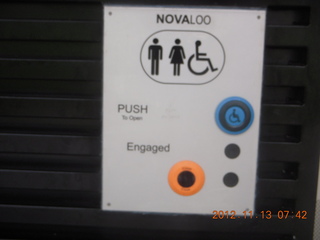 NOVALOO
PUSH
To Open
Engaged
2012.11.13 07:42